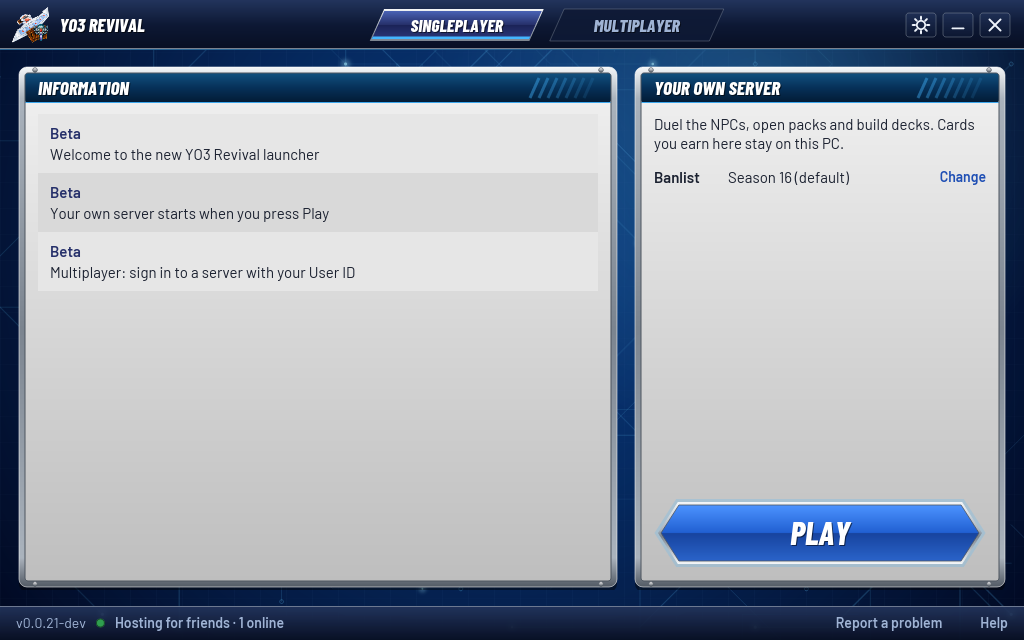 YO3 REVIVAL
SINGLEPLAYER
MULTIPLAYER
INFORMATION
Beta
Welcome to the new YO3 Revival launcher
Beta
Your own server starts when you press Play
Beta
Multiplayer: sign in to a server with your User ID
YOUR OWN SERVER
Duel the NPCs, open packs and build decks. Cards
you earn here stay on this PC.
Banlist Season 16 (default) Change
PLAY
v0.0.21-dev Hosting for friends · 1 online
Report a problem Help